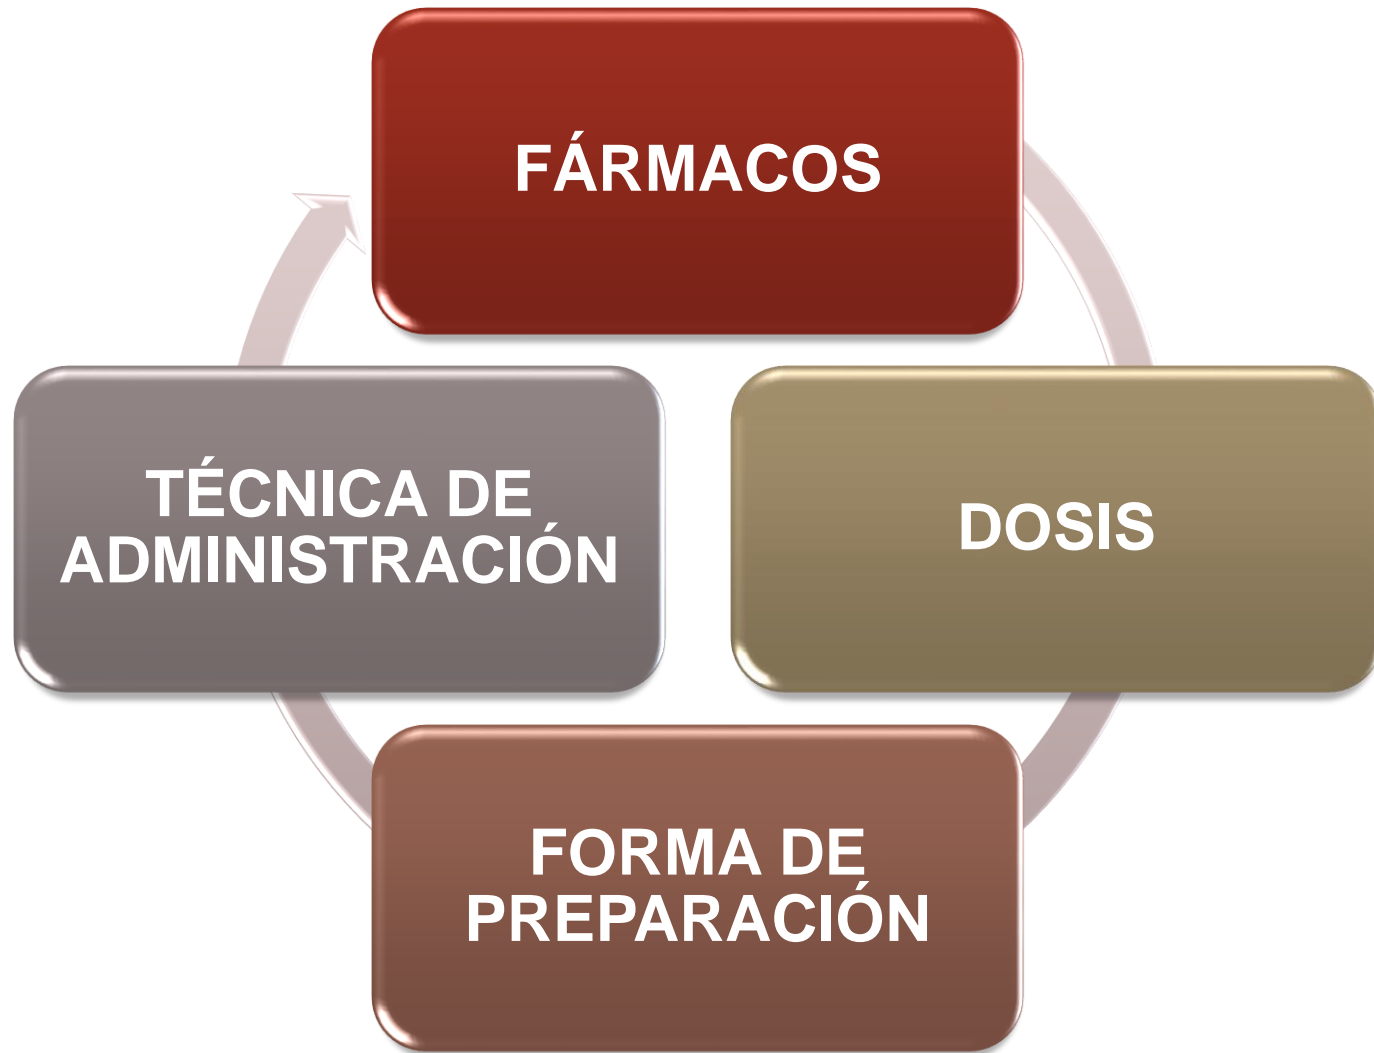 FÁRMACOS
DOSIS
FORMA DE
PREPARACIÓN
TÉCNICA DE
ADMINISTRACIÓN